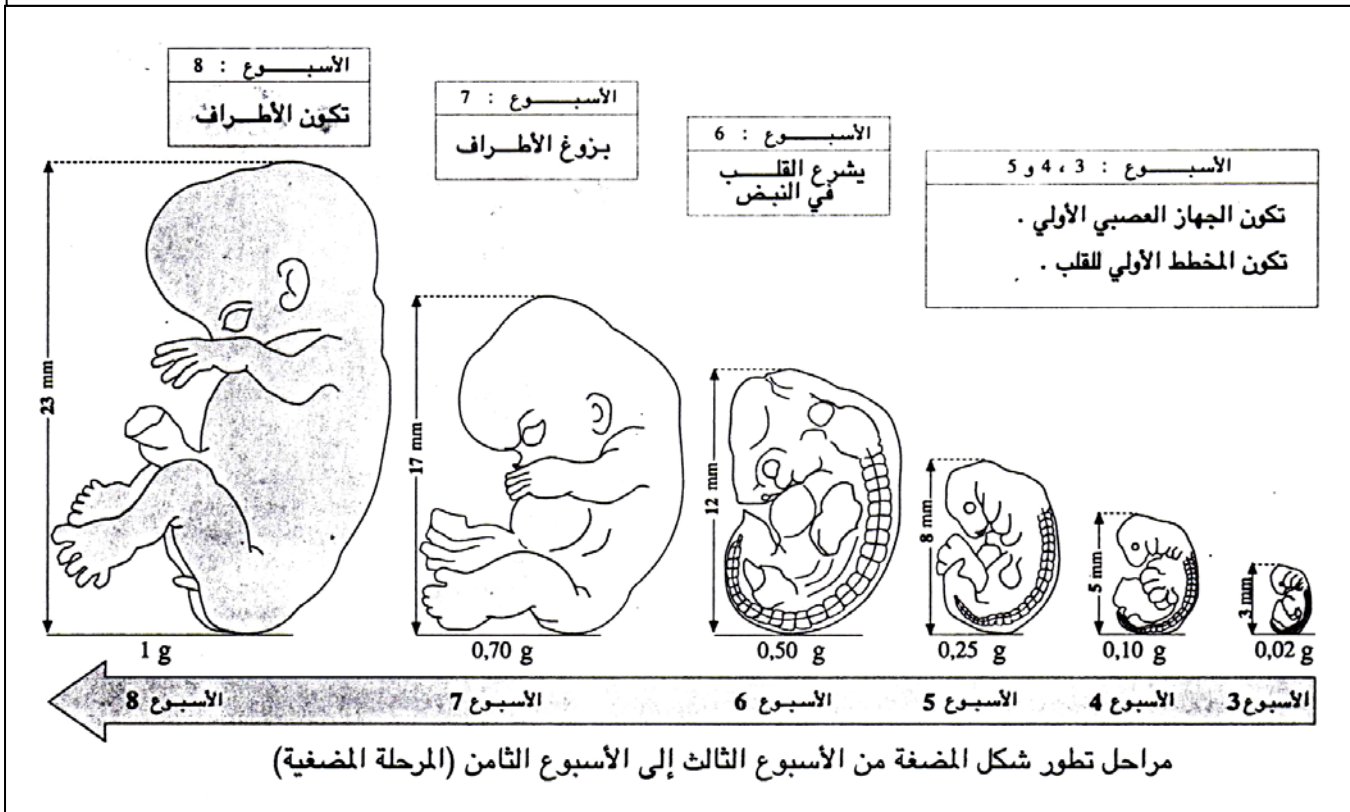 الأسبوع : 3 ، 4 و 5
تكون الجهاز العصبي الأولي .
تكون المخطط الأولي للقلب .
الأسبوع : 6
يشرع القلب
في النبض
الأسبوع : 7
بزوغ الأطراف
الأسبوع : 8
تكون الأطراف
3 mm
5 mm
8 mm
12 mm
17 mm
23 mm
0,02 g
0,10 g
0,25 g
0,50 g
0,70 g
1 g
الأسبوع 3
الأسبوع 4
الأسبوع 5
الأسبوع 6
الأسبوع 7
الأسبوع 8
مراحل تطور شكل المضغة من الأسبوع الثالث إلى الأسبوع الثامن (المرحلة المضغية)